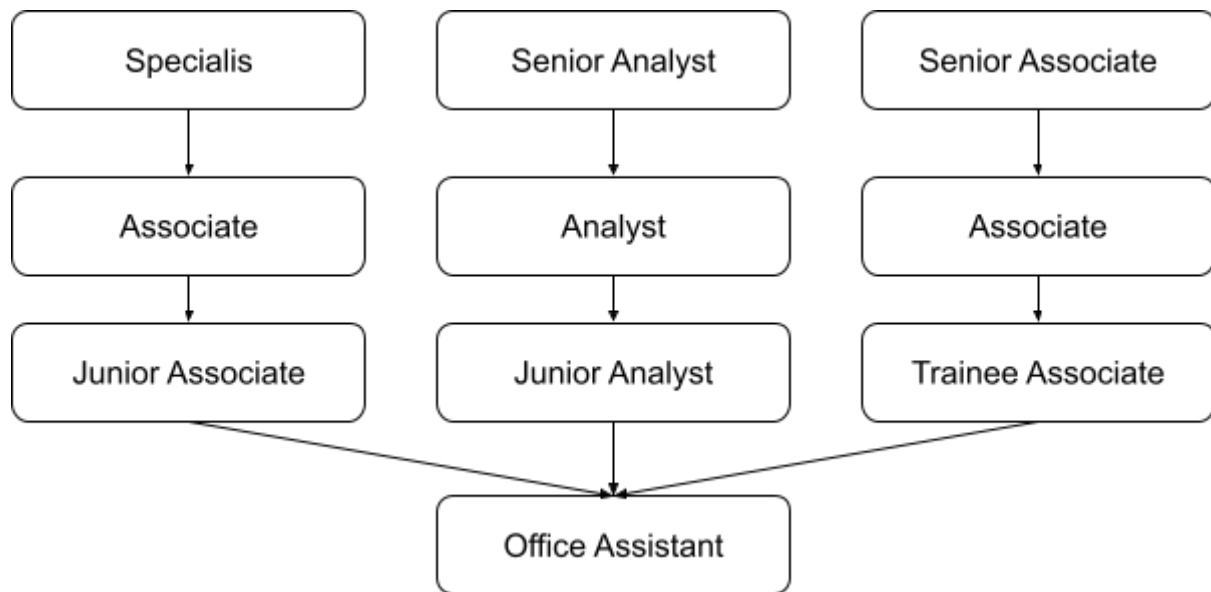 Specialis
Senior Analyst
Senior Associate
Associate
Analyst
Associate
Junior Associate
Junior Analyst
Trainee Associate
Office Assistant